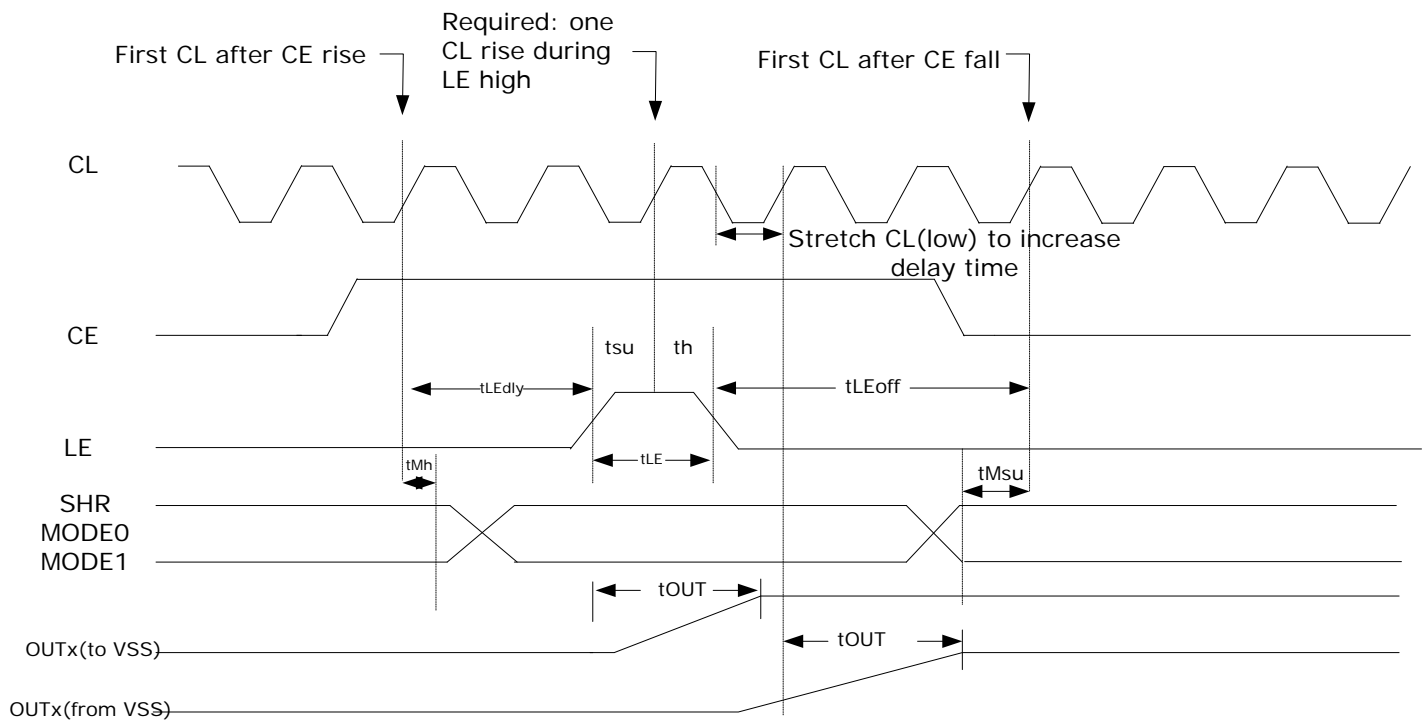 Required: one
CL rise during
LE high
First CL after CE rise
First CL after CE fall
CL
Stretch CL(low) to increase
delay time
CE
tsu
th
tLEdly
tLEoff
LE
tLE
tMh
tMsu
SHR
MODE0
MODE1
tOUT
OUTx(to VSS)
tOUT
OUTx(from VSS)